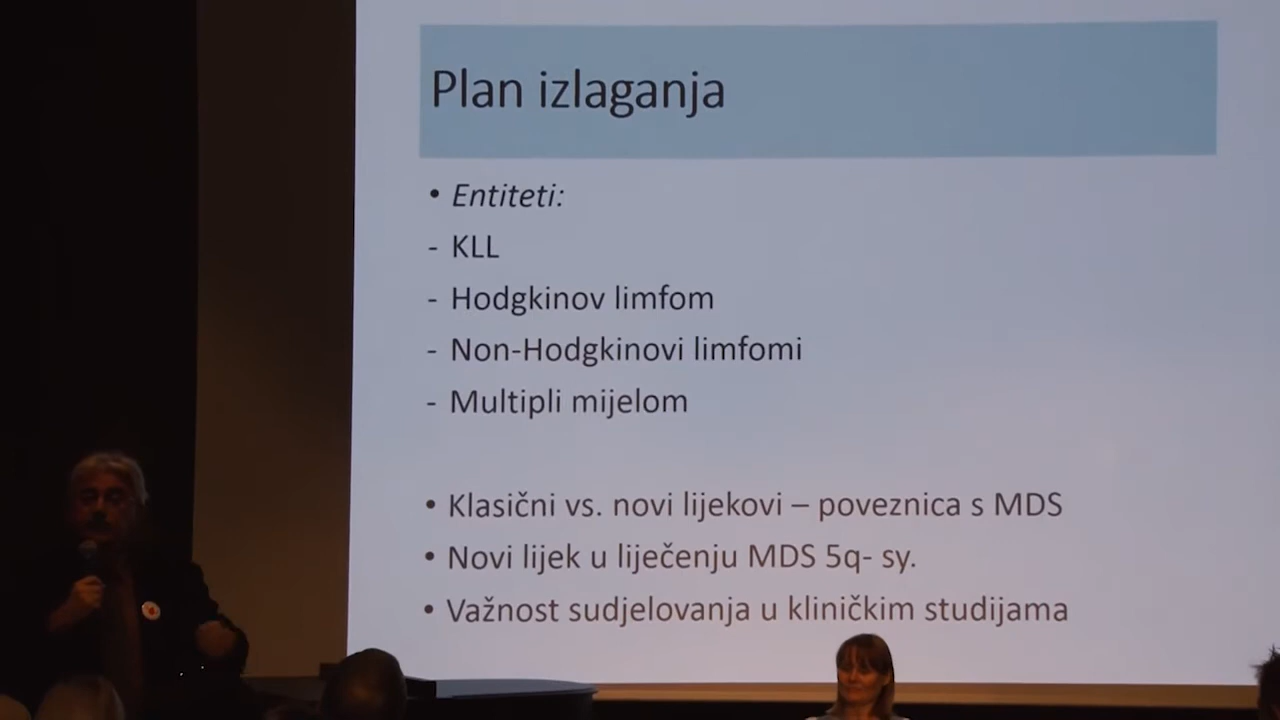 Plan izlaganja
• Entiteti:
- KLL
- Hodgkinov limfom
- Non-Hodgkinovi limfomi
- Multipli mijelom
• Klasični vs. novi lijekovi – poveznica s MDS
• Novi lijek u liječenju MDS 5q- sy.
• Važnost sudjelovanja u kliničkim studijama